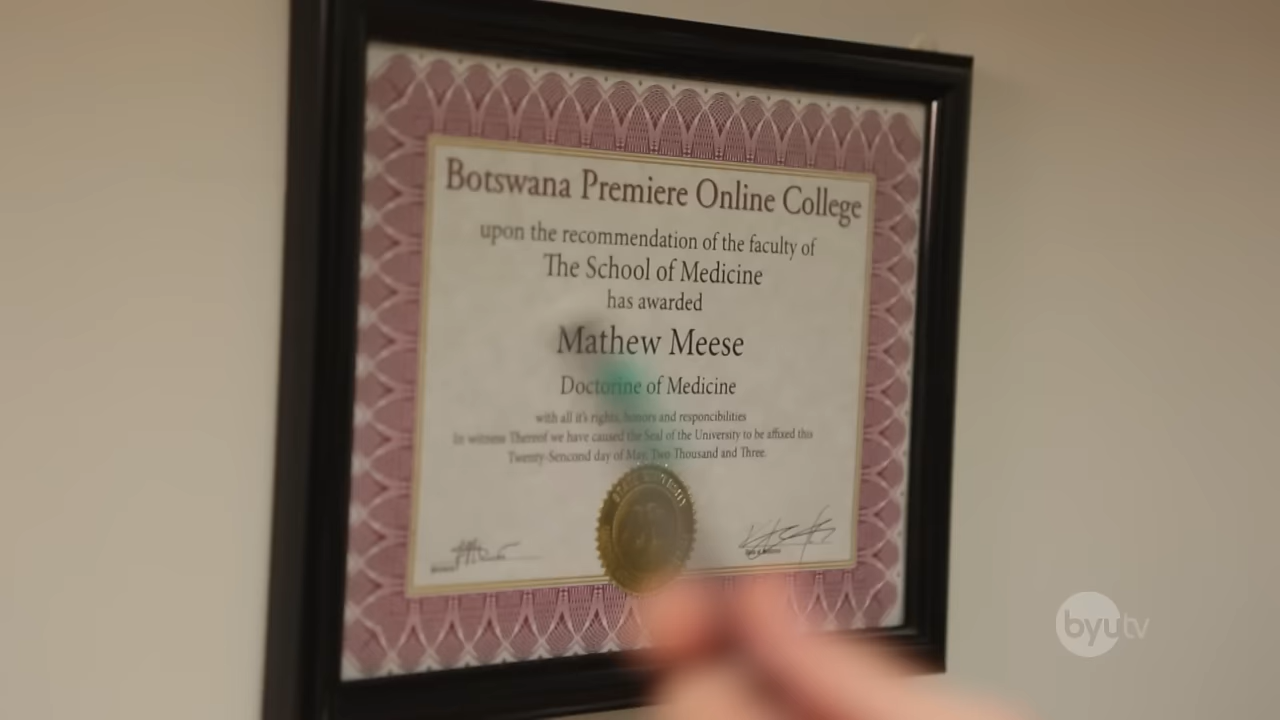 Botswana Premiere Online College
upon the recommendation of the faculty of
The School of Medicine
has awarded
Mathew Meese
Doctorine of Medicine
with all it's rights, honors and responcibilities
In witness Thereof we have caused the Seal of the University to be affixed this
Twenty-Sencond day of May, Two Thousand and Three.
byutv